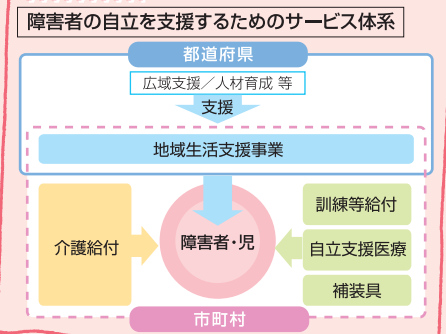 障害者の自立を支援するためのサービス体系
都道府県
広域支援／人材育成 等
支援
地域生活支援事業
介護給付
障害者・児
訓練等給付
自立支援医療
補装具
市町村